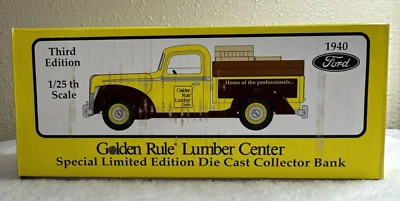 Third
Edition
1/25 th
Scale
1940
Ford
Home of the professionals
Golden
Rule
Lumber
Center
Golden Rule® Lumber Center
Special Limited Edition Die Cast Collector Bank